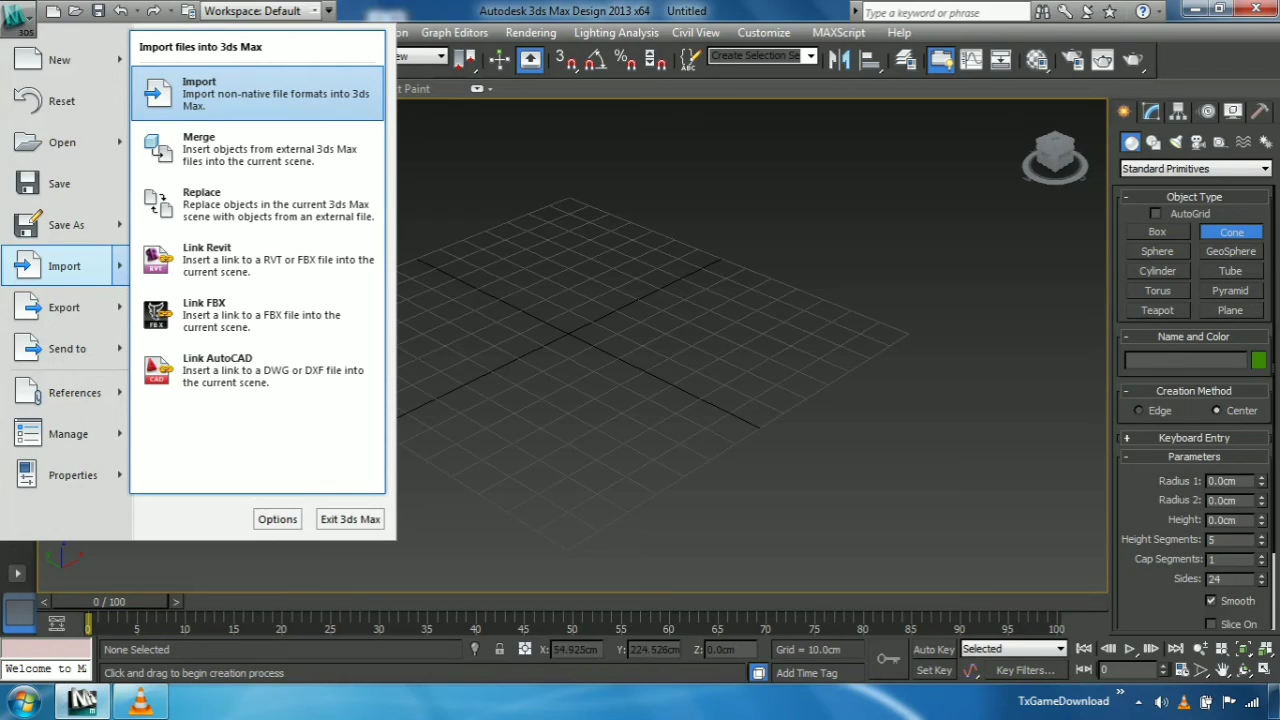 Workspace: Default
Autodesk 3ds Max Design 2013 x64
Untitled
Type a keyword or phrase
3DS
Graph Editors
Rendering
Lighting Analysis
Civil View
Customize
MAXScript
Help
Create Selection Se
Import files into 3ds Max
New
Reset
Open
Save
Save As
Import
Export
Send to
References
Manage
Properties
Import
Import non-native file formats into 3ds
Max.
Merge
Insert objects from external 3ds Max
files into the current scene.
Replace
Replace objects in the current 3ds Max
scene with objects from an external file.
Link Revit
Insert a link to a RVT or FBX file into the
current scene.
Link FBX
Insert a link to a FBX file into the
current scene.
Link AutoCAD
Insert a link to a DWG or DXF file into
the current scene.
Options
Exit 3ds Max
ct Paint
Standard Primitives
Object Type
AutoGrid
Box
Cone
Sphere
GeoSphere
Cylinder
Tube
Torus
Pyramid
Teapot
Plane
Name and Color
Creation Method
Edge
Center
Keyboard Entry
Parameters
Radius 1: 0.0cm
Radius 2: 0.0cm
Height: 0.0cm
Height Segments: 5
Cap Segments: 1
Sides: 24
Smooth
Slice On
0 / 100
0 5 10 15 20 25 30 35 40 45 50 55 60 65 70 75 80 85 90 95 100
None Selected
X: 54.925cm
Y: 224.526cm
Z: 0.0cm
Grid = 10.0cm
Auto Key
Selected
Welcome to M
Click and drag to begin creation process
Add Time Tag
Set Key
Key Filters...
0
TxGameDownload